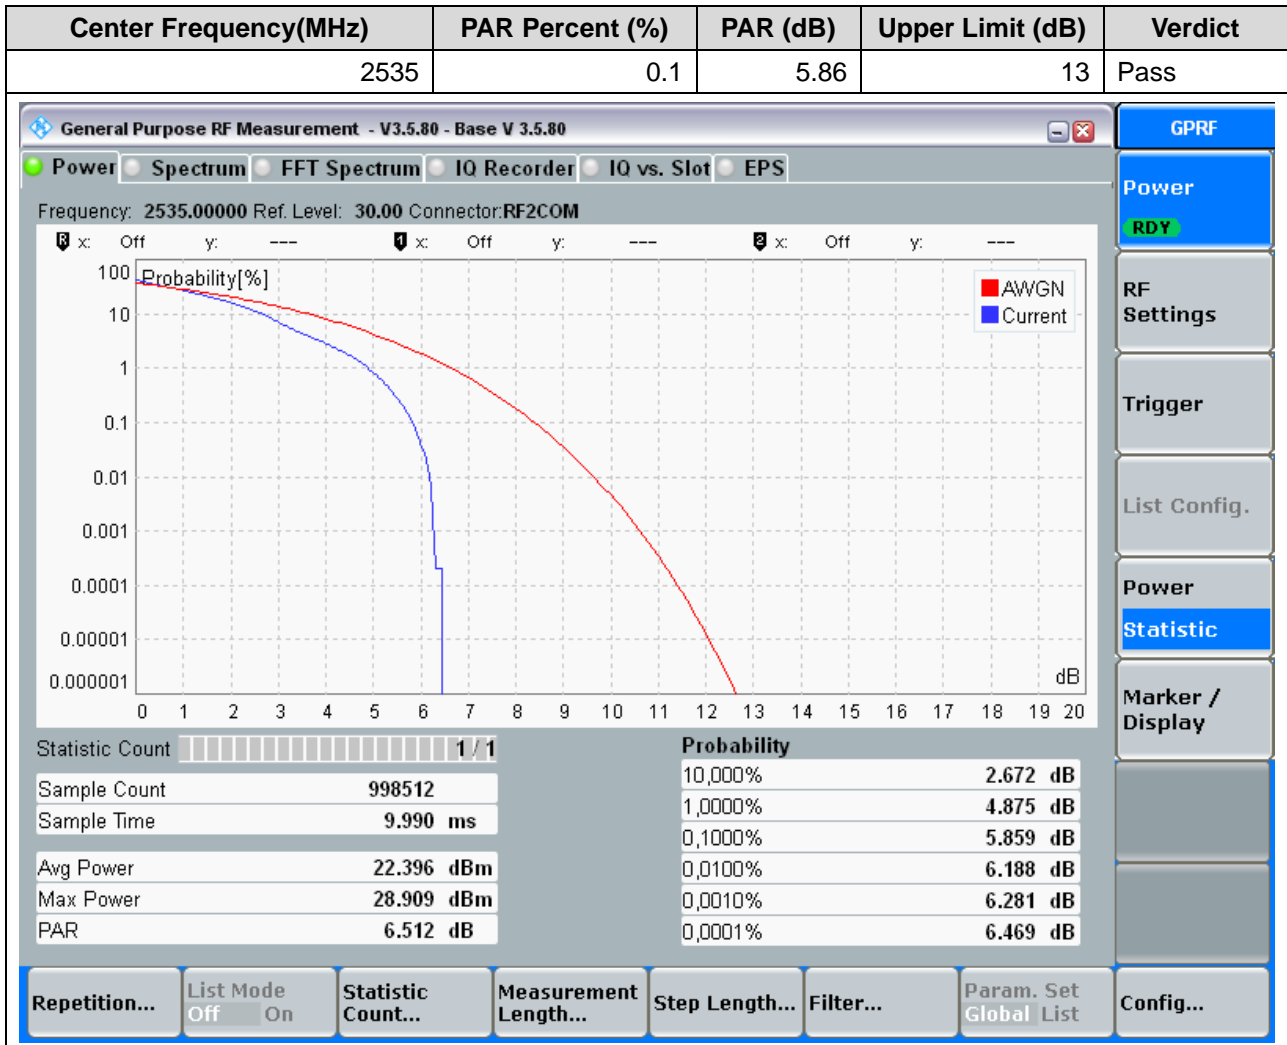 Center Frequency(MHz) PAR Percent (%) PAR (dB) Upper Limit (dB) Verdict
2535 0.1 5.86 13 Pass
General Purpose RF Measurement - V3.5.80 - Base V 3.5.80
GPRF
Power Spectrum FFT Spectrum IQ Recorder IQ vs. Slot EPS
Frequency: 2535.00000 Ref. Level: 30.00 Connector:RF2COM
R x: Off y: --- 1 x: Off y: --- 2 x: Off y: ---
Probability[%]
100
10
1
0.1
0.01
0.001
0.0001
0.00001
0.000001
AWGN
Current
dB
0 1 2 3 4 5 6 7 8 9 10 11 12 13 14 15 16 17 18 19 20
Statistic Count 1 / 1
Sample Count 998512
Sample Time 9.990 ms
Avg Power 22.396 dBm
Max Power 28.909 dBm
PAR 6.512 dB
Probability
10,000% 2.672 dB
1,0000% 4.875 dB
0,1000% 5.859 dB
0,0100% 6.188 dB
0,0010% 6.281 dB
0,0001% 6.469 dB
Power
RDY
RF
Settings
Trigger
List Config.
Power
Statistic
Marker /
Display
Repetition...
List Mode
Off On
Statistic
Count...
Measurement
Length...
Step Length...
Filter...
Param. Set
Global List
Config...